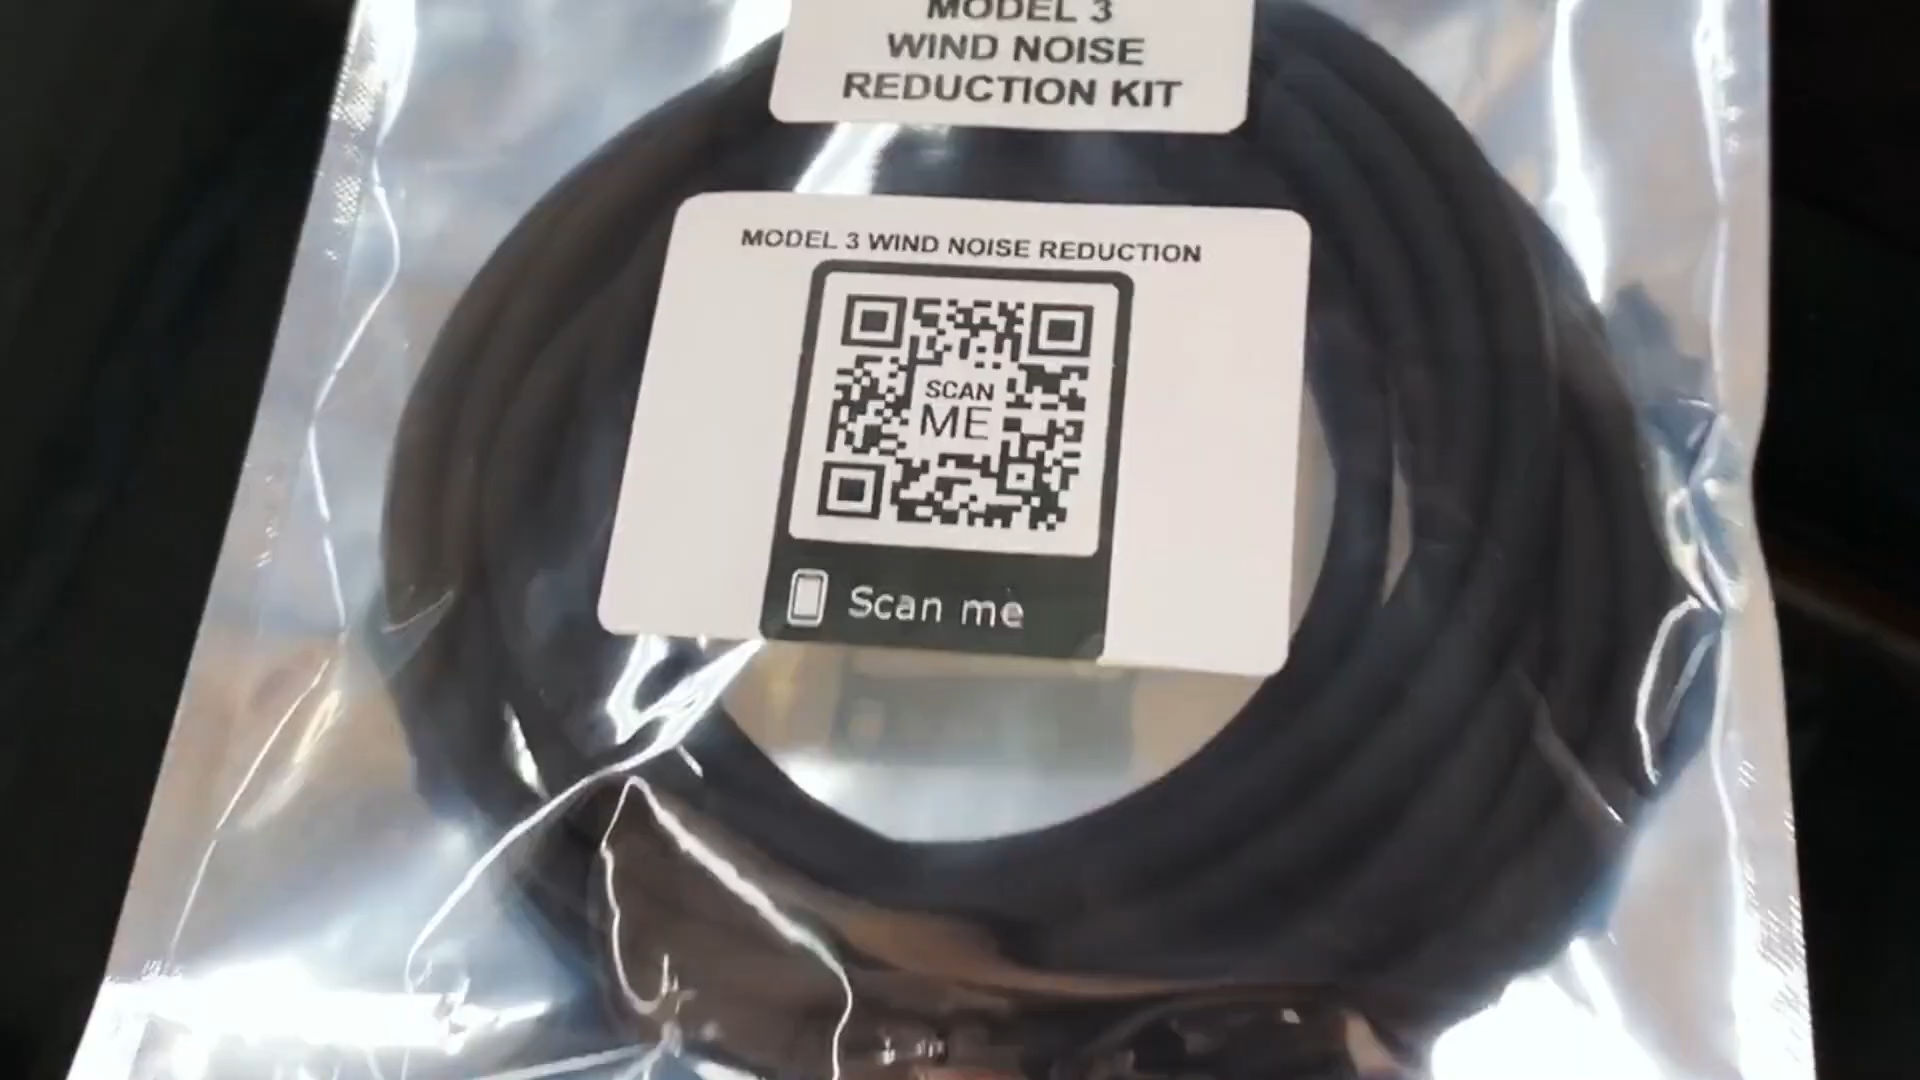 MODEL 3
WIND NOISE
REDUCTION KIT
MODEL 3 WIND NOISE REDUCTION
SCAN
ME
Scan me